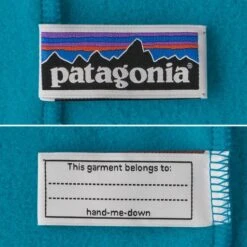 patagonia®
This garment belongs to:
hand-me-down